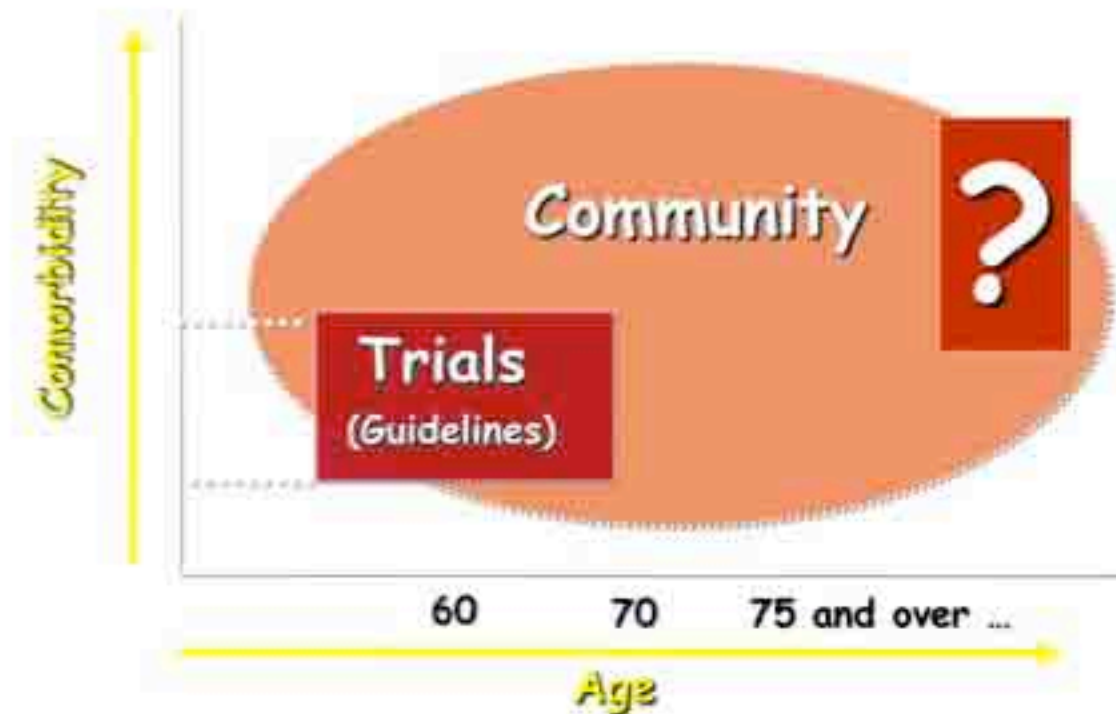 Comorbidity
Community
?
Trials
(Guidelines)
60 70 75 and over ...
Age